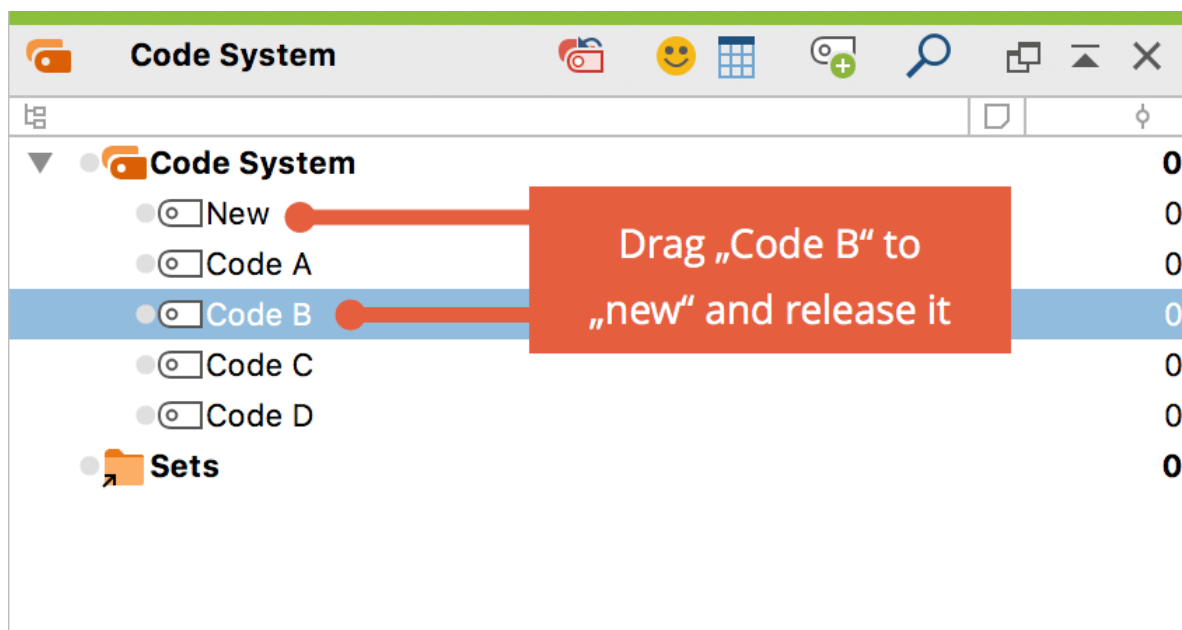 Code System
Code System 0
New 0
Code A 0
Drag „Code B“ to
„new“ and release it
Code B 0
Code C 0
Code D 0
Sets 0